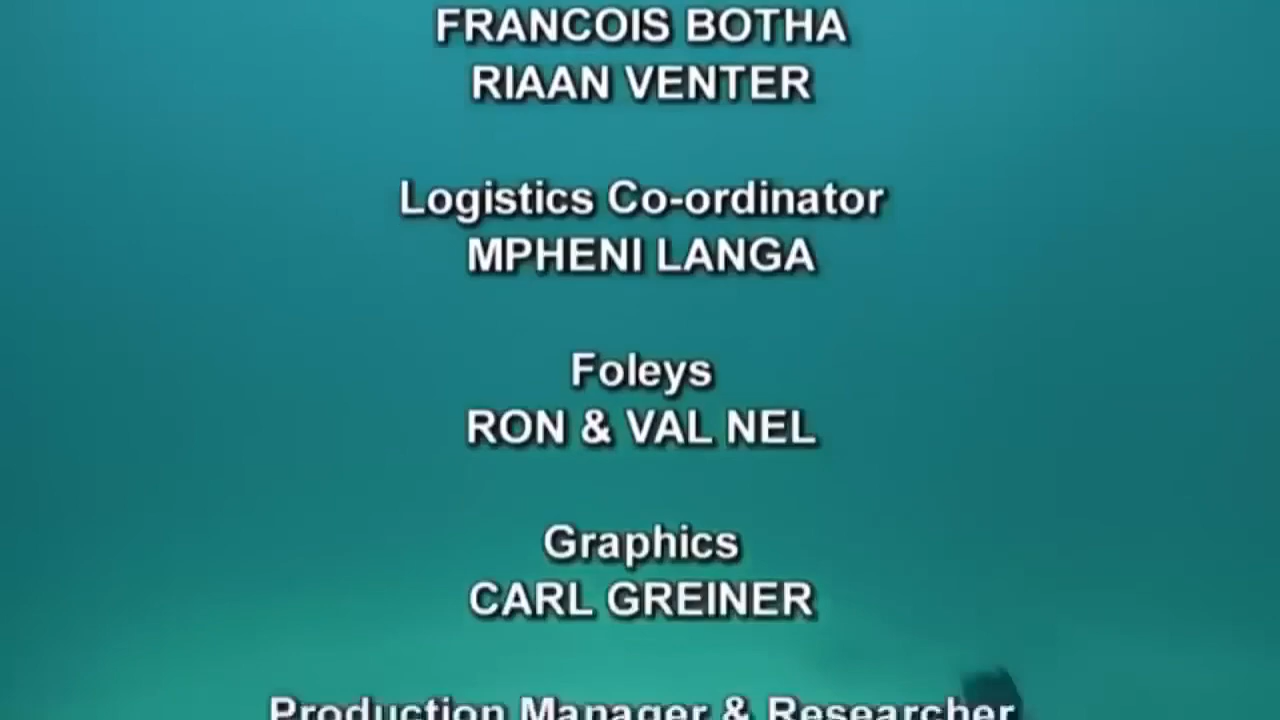 FRANCOIS BOTHA
RIAAN VENTER
Logistics Co-ordinator
MPHENI LANGA
Foleys
RON & VAL NEL
Graphics
CARL GREINER
Production Manager & Researcher